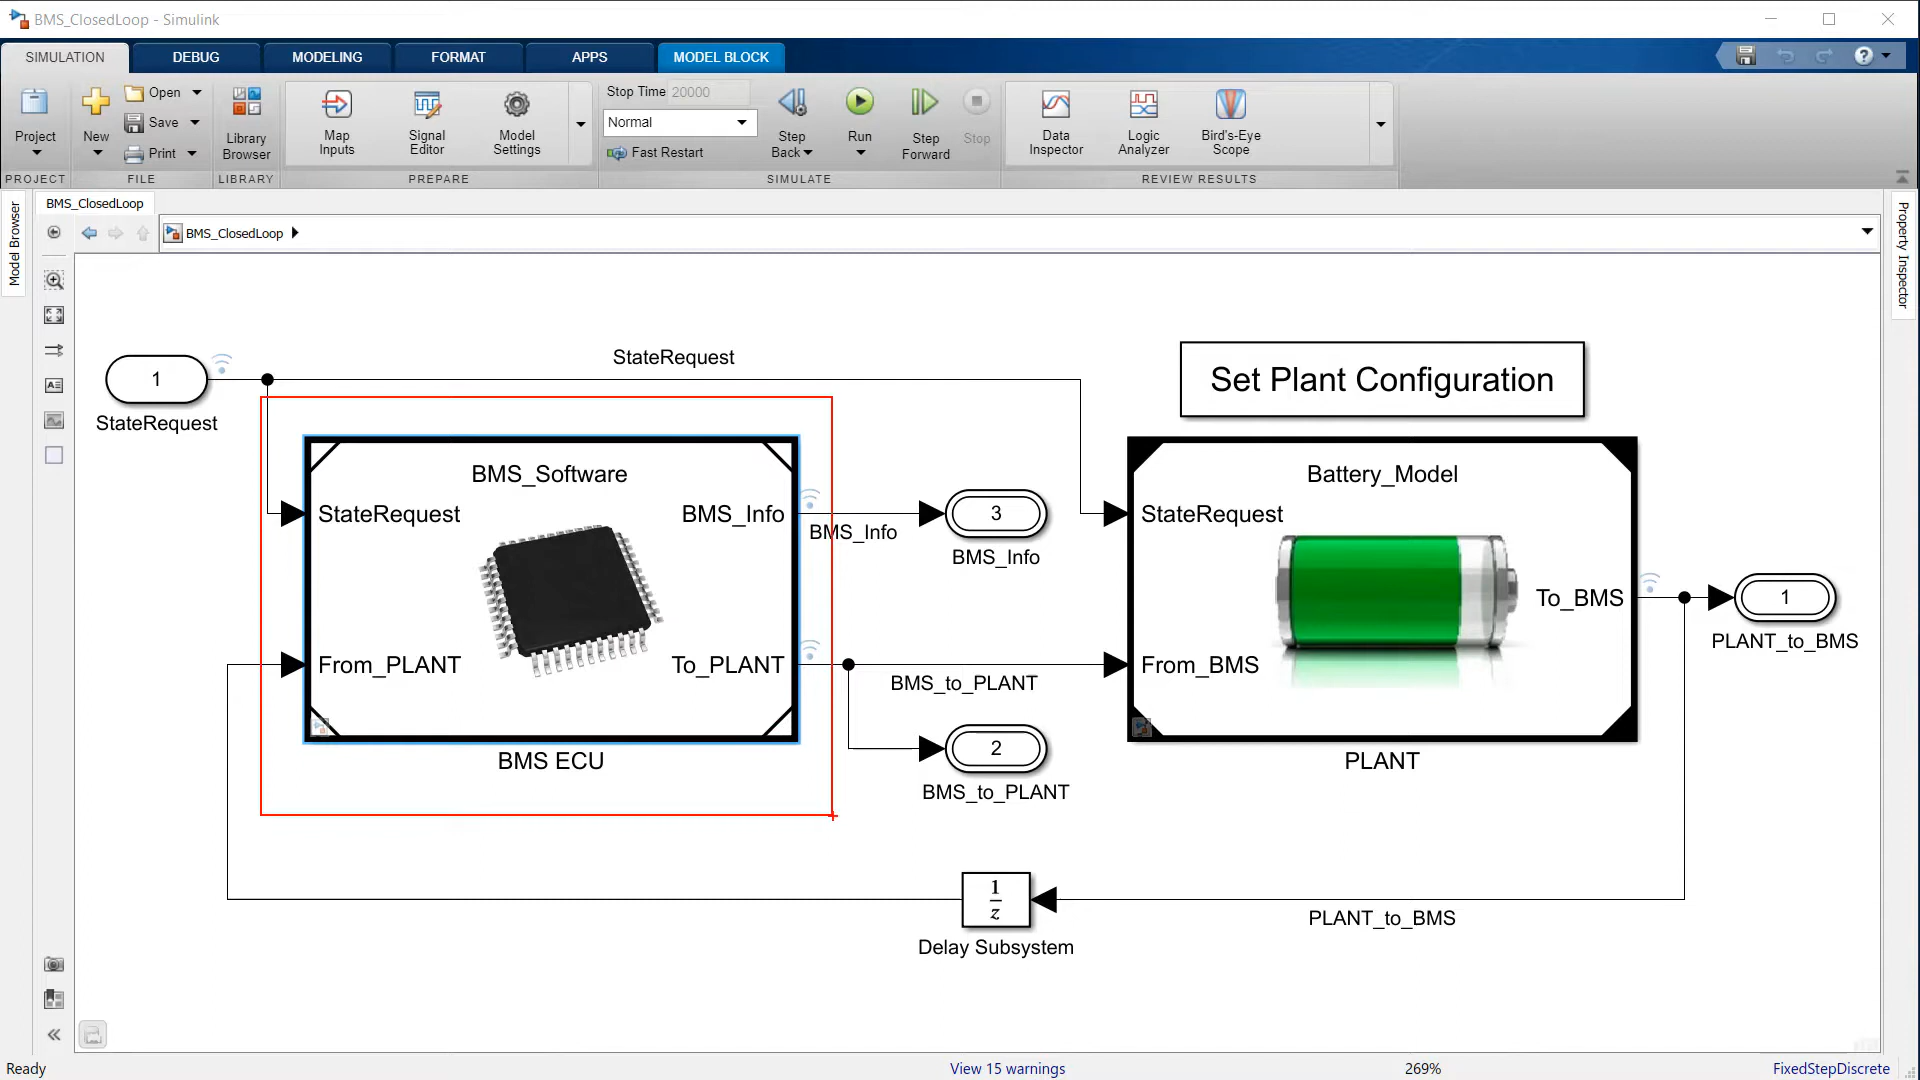 BMS_ClosedLoop - Simulink
SIMULATION DEBUG MODELING FORMAT APPS MODEL BLOCK
Project
New
Open
Save
Print
Library
Browser
Map
Inputs
Signal
Editor
Model
Settings
Stop Time 20000
Normal
Fast Restart
Step
Back
Run
Step
Forward
Stop
Data
Inspector
Logic
Analyzer
Bird's-Eye
Scope
PROJECT FILE LIBRARY PREPARE SIMULATE REVIEW RESULTS
Model Browser
BMS_ClosedLoop
BMS_ClosedLoop
Property Inspector
1
StateRequest
StateRequest
Set Plant Configuration
BMS_Software
StateRequest
BMS_Info
From_PLANT
To_PLANT
BMS ECU
BMS_Info
3
BMS_Info
BMS_to_PLANT
2
BMS_to_PLANT
Battery_Model
StateRequest
From_BMS
To_BMS
PLANT
1
PLANT_to_BMS
1
z
Delay Subsystem
PLANT_to_BMS
Ready
View 15 warnings
269%
FixedStepDiscrete